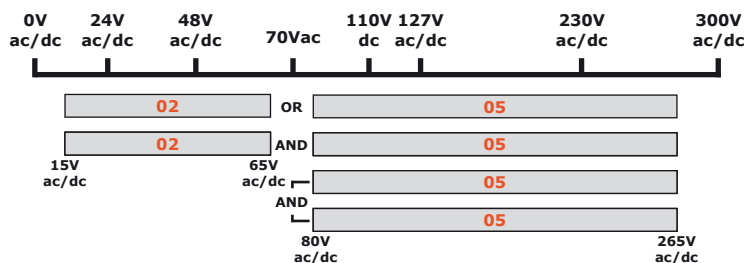 0V 24V 48V 70Vac 110V 127V 230V 300V
ac/dc ac/dc ac/dc dc ac/dc ac/dc ac/dc
02 OR 05
02 AND 05
15V 65V
ac/dc ac/dc
05
AND
05
80V 265V
ac/dc ac/dc